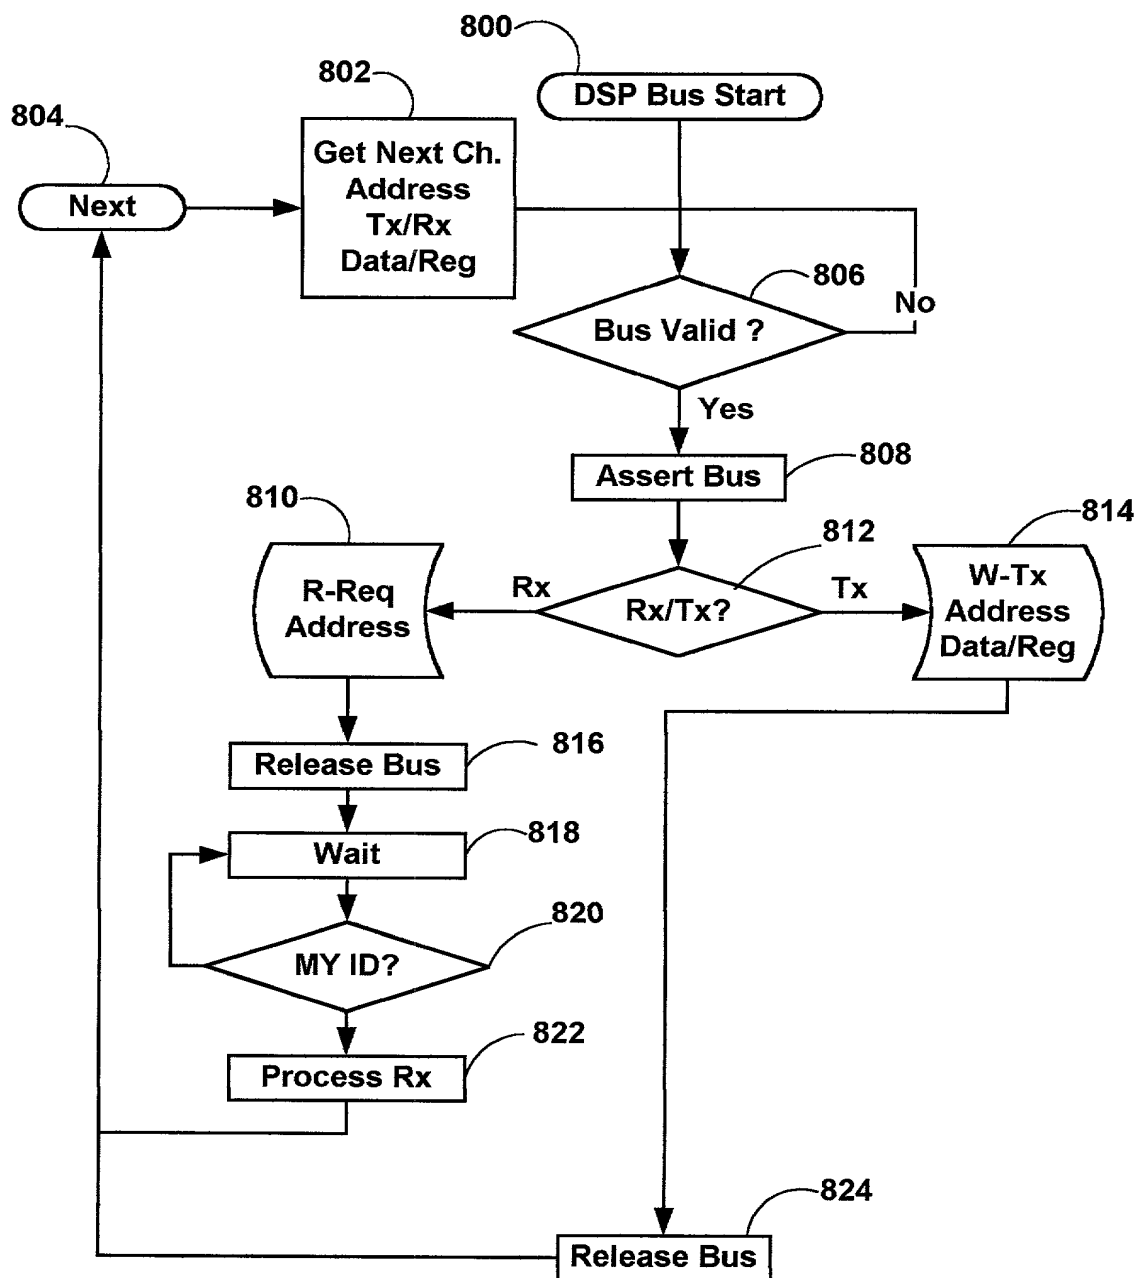 800
DSP Bus Start
802
Get Next Ch.
Address
Tx/Rx
Data/Reg
804
Next
806
Bus Valid ?
No
Yes
808
Assert Bus
810
R-Req
Address
812
Rx/Tx?
Rx
Tx
814
W-Tx
Address
Data/Reg
816
Release Bus
818
Wait
820
MY ID?
822
Process Rx
824
Release Bus